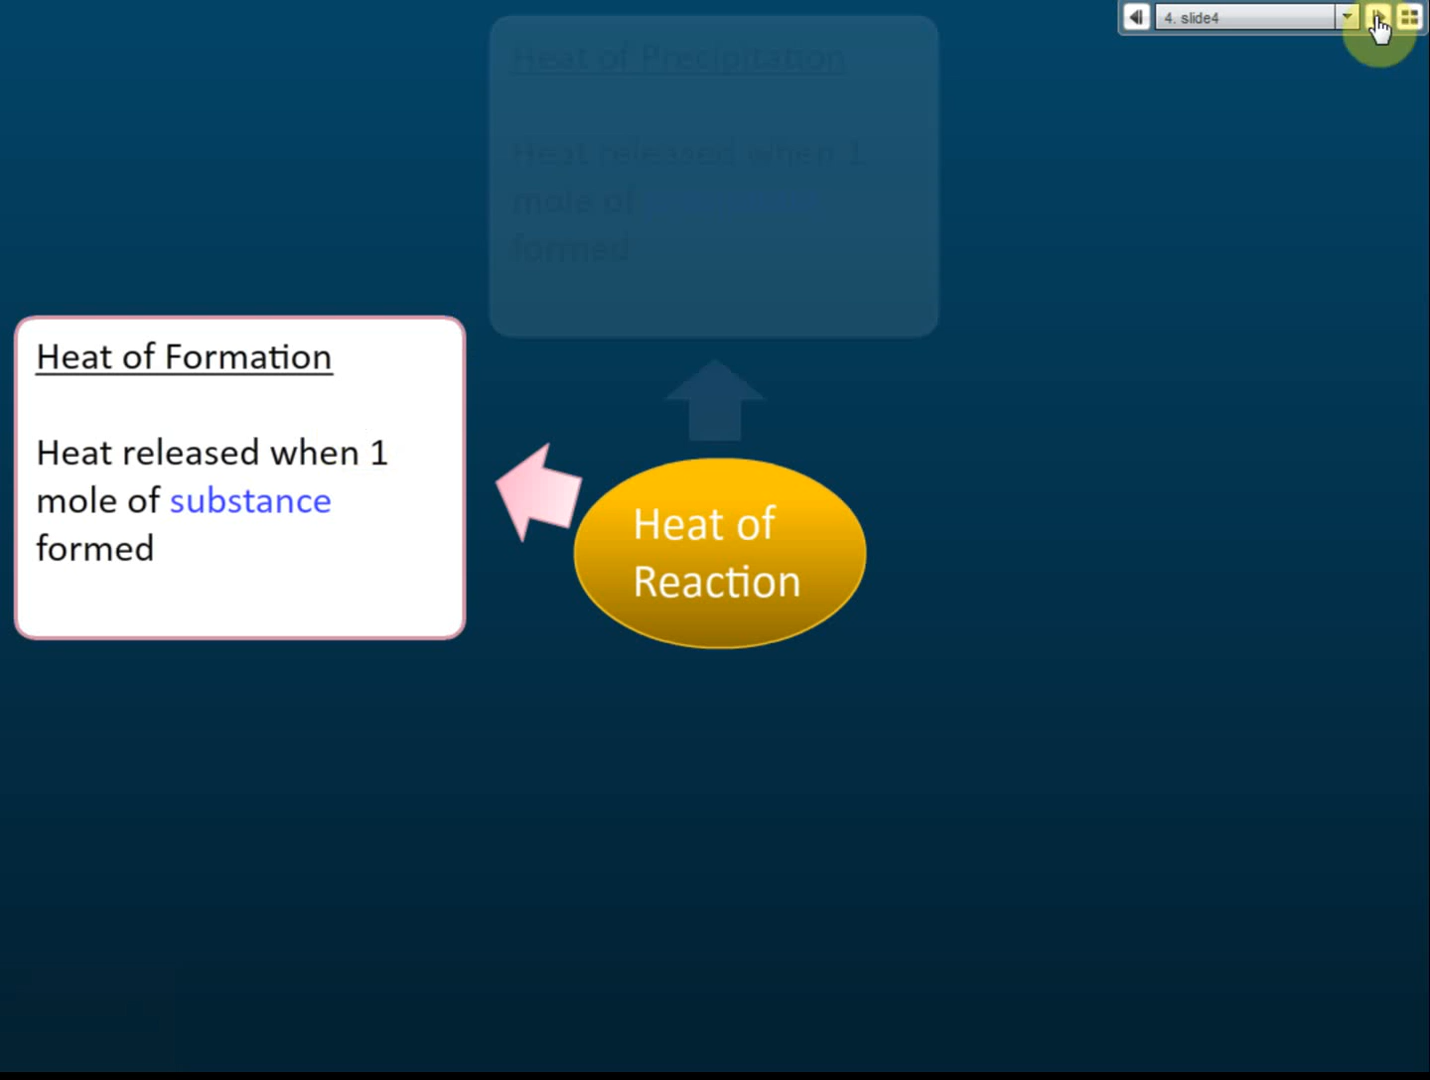 4. slide4
Heat of Precipitation
Heat released when 1
mole of
formed
Heat of Formation
Heat released when 1
mole of substance
formed
Heat of
Reaction